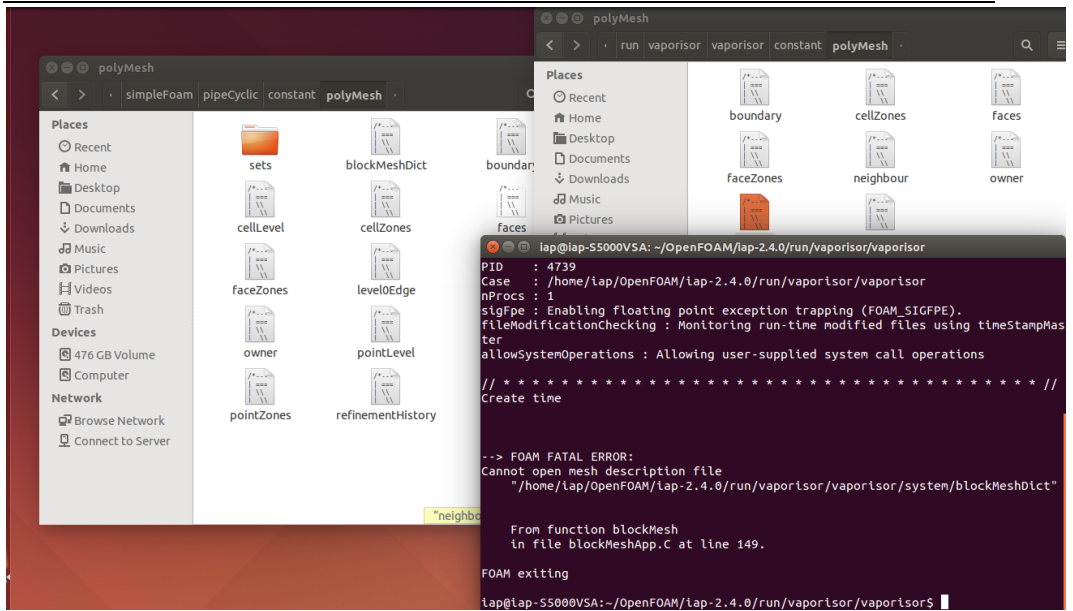 polyMesh
run vaporisor vaporisor constant polyMesh
Places
Recent
Home
Desktop
Documents
Downloads
Music
Pictures
boundary
cellZones
faces
faceZones
neighbour
owner
polyMesh
simpleFoam pipeCyclic constant polyMesh
Places
Recent
Home
Desktop
Documents
Downloads
Music
Pictures
Videos
Trash
Devices
476 GB Volume
Computer
Network
Browse Network
Connect to Server
sets
blockMeshDict
boundary
cellLevel
cellZones
faces
faceZones
level0Edge
owner
pointLevel
pointZones
refinementHistory
"neighbo
iap@iap-S5000VSA: ~/OpenFOAM/iap-2.4.0/run/vaporisor/vaporisor
PID : 4739
Case : /home/iap/OpenFOAM/iap-2.4.0/run/vaporisor/vaporisor
nProcs : 1
sigFpe : Enabling floating point exception trapping (FOAM_SIGFPE).
fileModificationChecking : Monitoring run-time modified files using timeStampMas
ter
allowSystemOperations : Allowing user-supplied system call operations
// * * * * * * * * * * * * * * * * * * * * * * * * * * * * * * * * * * * * * //
Create time
--> FOAM FATAL ERROR:
Cannot open mesh description file
"/home/iap/OpenFOAM/iap-2.4.0/run/vaporisor/vaporisor/system/blockMeshDict"
From function blockMesh
in file blockMeshApp.C at line 149.
FOAM exiting
iap@iap-S5000VSA:~/OpenFOAM/iap-2.4.0/run/vaporisor/vaporisor$